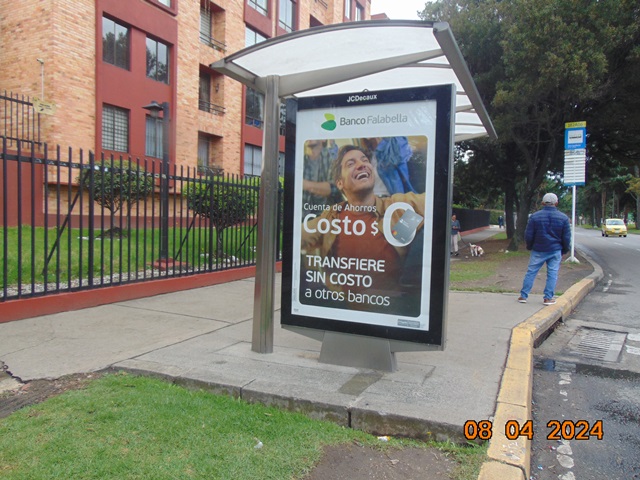 JCDecaux
Banco Falabella
Cuenta de Ahorros
Costo $0
TRANSFIERE
SIN COSTO
a otros bancos
08 04 2024